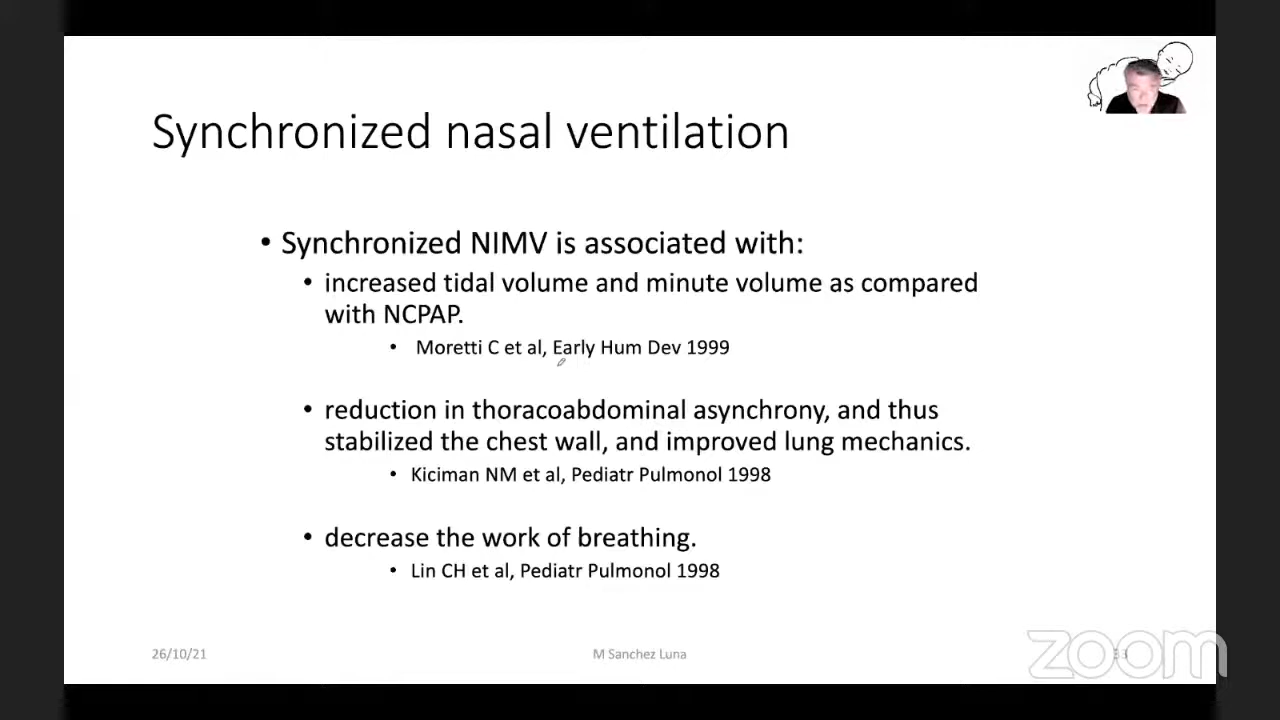 Synchronized nasal ventilation
• Synchronized NIMV is associated with:
• increased tidal volume and minute volume as compared
with NCPAP.
• Moretti C et al, Early Hum Dev 1999
• reduction in thoracoabdominal asynchrony, and thus
stabilized the chest wall, and improved lung mechanics.
• Kiciman NM et al, Pediatr Pulmonol 1998
• decrease the work of breathing.
• Lin CH et al, Pediatr Pulmonol 1998
26/10/21
M Sanchez Luna
zoom